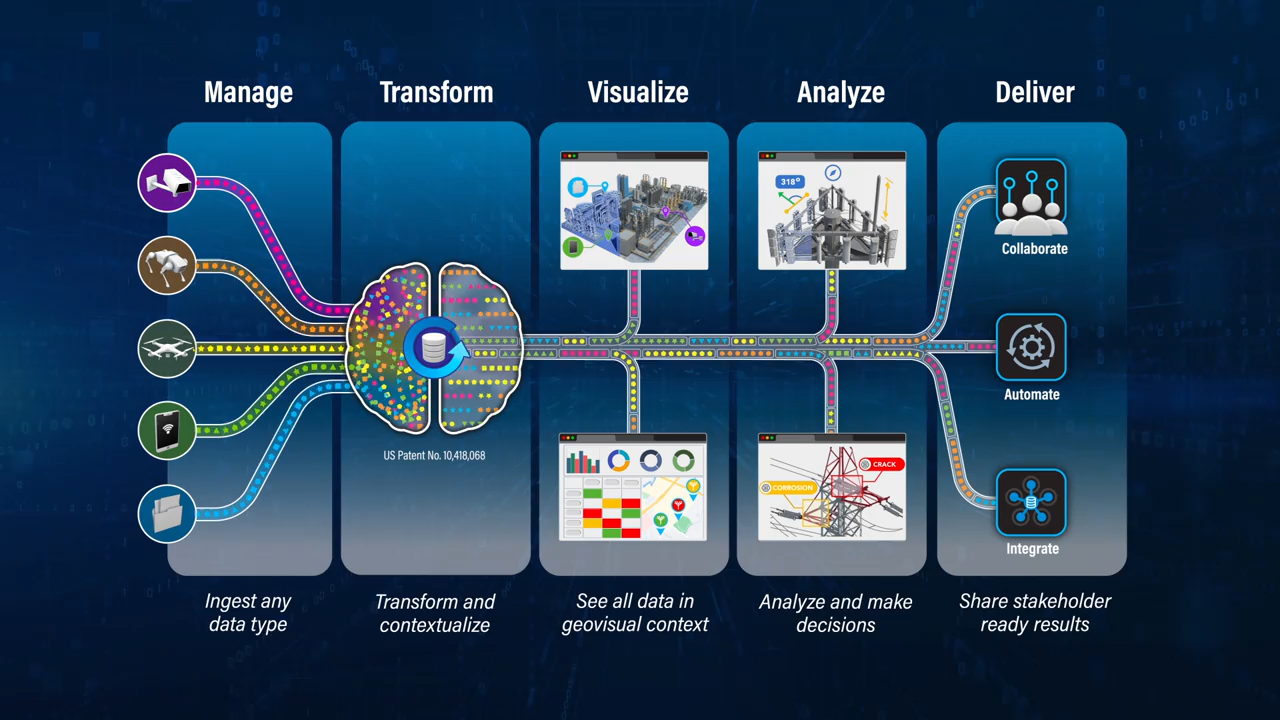 Manage
Transform
Visualize
Analyze
Deliver
318°
Collaborate
Automate
US Patent No. 10,418,068
CRACK
CORROSION
Integrate
Ingest any
data type
Transform and
contextualize
See all data in
geovisual context
Analyze and make
decisions
Share stakeholder
ready results